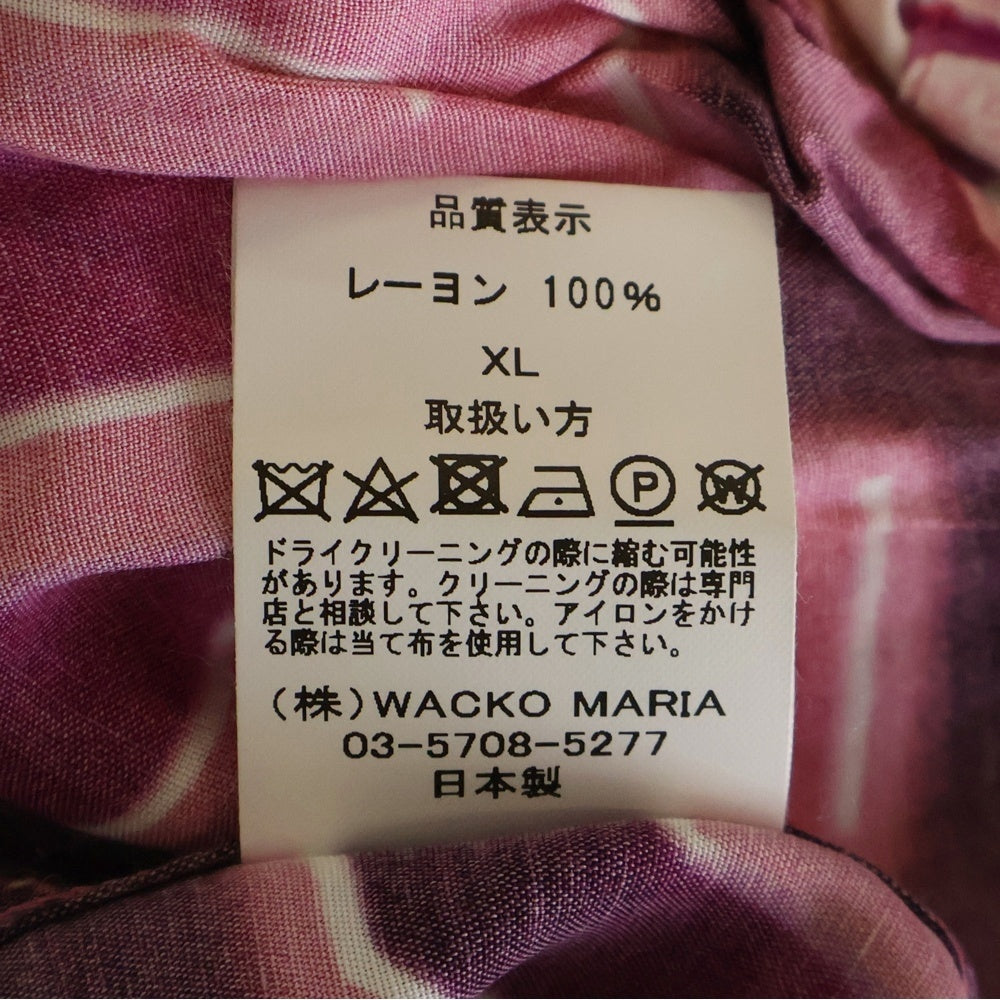 品質表示
レーヨン 100%
XL
取扱い方
P W
ドライクリーニングの際に縮む可能性
があります。クリーニングの際は専門
店と相談して下さい。アイロンをかけ
る際は当て布を使用して下さい。
(株)WACKO MARIA
03-5708-5277
日本製